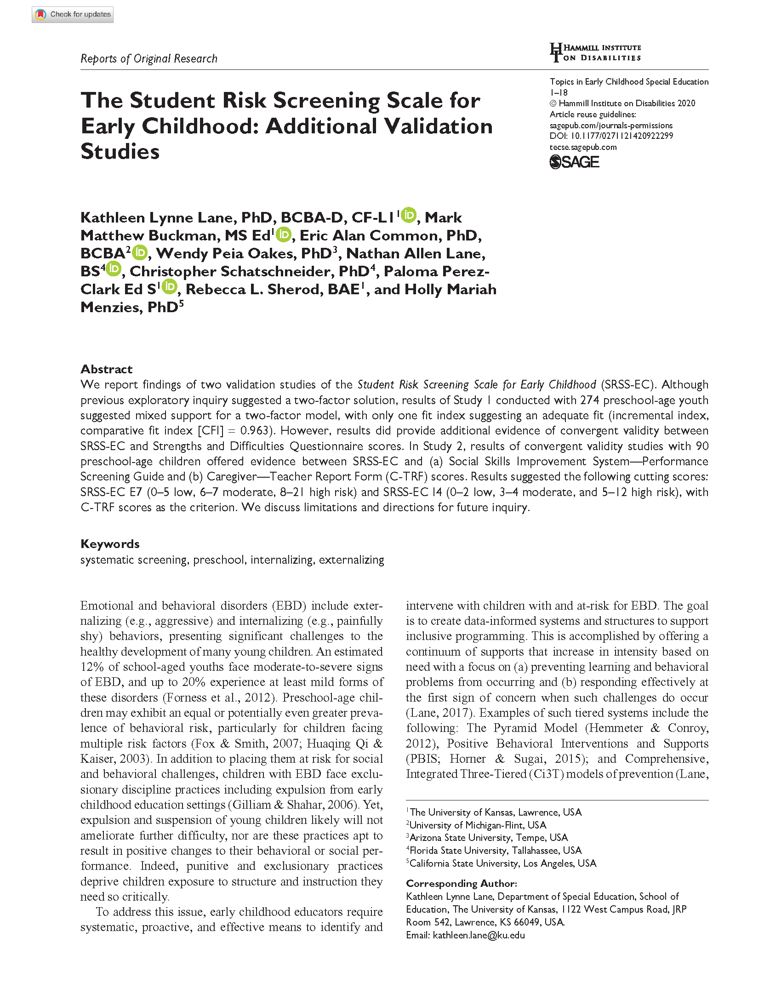 Check for updates
Reports of Original Research
HAMMILL INSTITUTE
ON DISABILITIES
The Student Risk Screening Scale for
Early Childhood: Additional Validation
Studies
Topics in Early Childhood Special Education
1–18
© Hammill Institute on Disabilities 2020
Article reuse guidelines:
sagepub.com/journals-permissions
DOI: 10.1177/0271121420922299
tecse.sagepub.com
SAGE
Kathleen Lynne Lane, PhD, BCBA-D, CF-L1¹ iD, Mark
Matthew Buckman, MS Ed¹ iD, Eric Alan Common, PhD,
BCBA² iD, Wendy Peia Oakes, PhD³, Nathan Allen Lane,
BS⁴ iD, Christopher Schatschneider, PhD⁴, Paloma Perez-
Clark Ed S¹ iD, Rebecca L. Sherod, BAE¹, and Holly Mariah
Menzies, PhD⁵
Abstract
We report findings of two validation studies of the Student Risk Screening Scale for Early Childhood (SRSS-EC). Although
previous exploratory inquiry suggested a two-factor solution, results of Study 1 conducted with 274 preschool-age youth
suggested mixed support for a two-factor model, with only one fit index suggesting an adequate fit (incremental index,
comparative fit index [CFI] = 0.963). However, results did provide additional evidence of convergent validity between
SRSS-EC and Strengths and Difficulties Questionnaire scores. In Study 2, results of convergent validity studies with 90
preschool-age children offered evidence between SRSS-EC and (a) Social Skills Improvement System—Performance
Screening Guide and (b) Caregiver—Teacher Report Form (C-TRF) scores. Results suggested the following cutting scores:
SRSS-EC E7 (0–5 low, 6–7 moderate, 8–21 high risk) and SRSS-EC I4 (0–2 low, 3–4 moderate, and 5–12 high risk), with
C-TRF scores as the criterion. We discuss limitations and directions for future inquiry.
Keywords
systematic screening, preschool, internalizing, externalizing
Emotional and behavioral disorders (EBD) include exter-
nalizing (e.g., aggressive) and internalizing (e.g., painfully
shy) behaviors, presenting significant challenges to the
healthy development of many young children. An estimated
12% of school-aged youths face moderate-to-severe signs
of EBD, and up to 20% experience at least mild forms of
these disorders (Forness et al., 2012). Preschool-age chil-
dren may exhibit an equal or potentially even greater preva-
lence of behavioral risk, particularly for children facing
multiple risk factors (Fox & Smith, 2007; Huaqing Qi &
Kaiser, 2003). In addition to placing them at risk for social
and behavioral challenges, children with EBD face exclu-
sionary discipline practices including expulsion from early
childhood education settings (Gilliam & Shahar, 2006). Yet,
expulsion and suspension of young children likely will not
ameliorate further difficulty, nor are these practices apt to
result in positive changes to their behavioral or social per-
formance. Indeed, punitive and exclusionary practices
deprive children exposure to structure and instruction they
need so critically.
To address this issue, early childhood educators require
systematic, proactive, and effective means to identify and
intervene with children with and at-risk for EBD. The goal
is to create data-informed systems and structures to support
inclusive programming. This is accomplished by offering a
continuum of supports that increase in intensity based on
need with a focus on (a) preventing learning and behavioral
problems from occurring and (b) responding effectively at
the first sign of concern when such challenges do occur
(Lane, 2017). Examples of such tiered systems include the
following: The Pyramid Model (Hemmeter & Conroy,
2012), Positive Behavioral Interventions and Supports
(PBIS; Horner & Sugai, 2015); and Comprehensive,
Integrated Three-Tiered (Ci3T) models of prevention (Lane,
¹The University of Kansas, Lawrence, USA
²University of Michigan-Flint, USA
³Arizona State University, Tempe, USA
⁴Florida State University, Tallahassee, USA
⁵California State University, Los Angeles, USA
Corresponding Author:
Kathleen Lynne Lane, Department of Special Education, School of
Education, The University of Kansas, 1122 West Campus Road, JRP
Room 542, Lawrence, KS 66049, USA.
Email: kathleen.lane@ku.edu